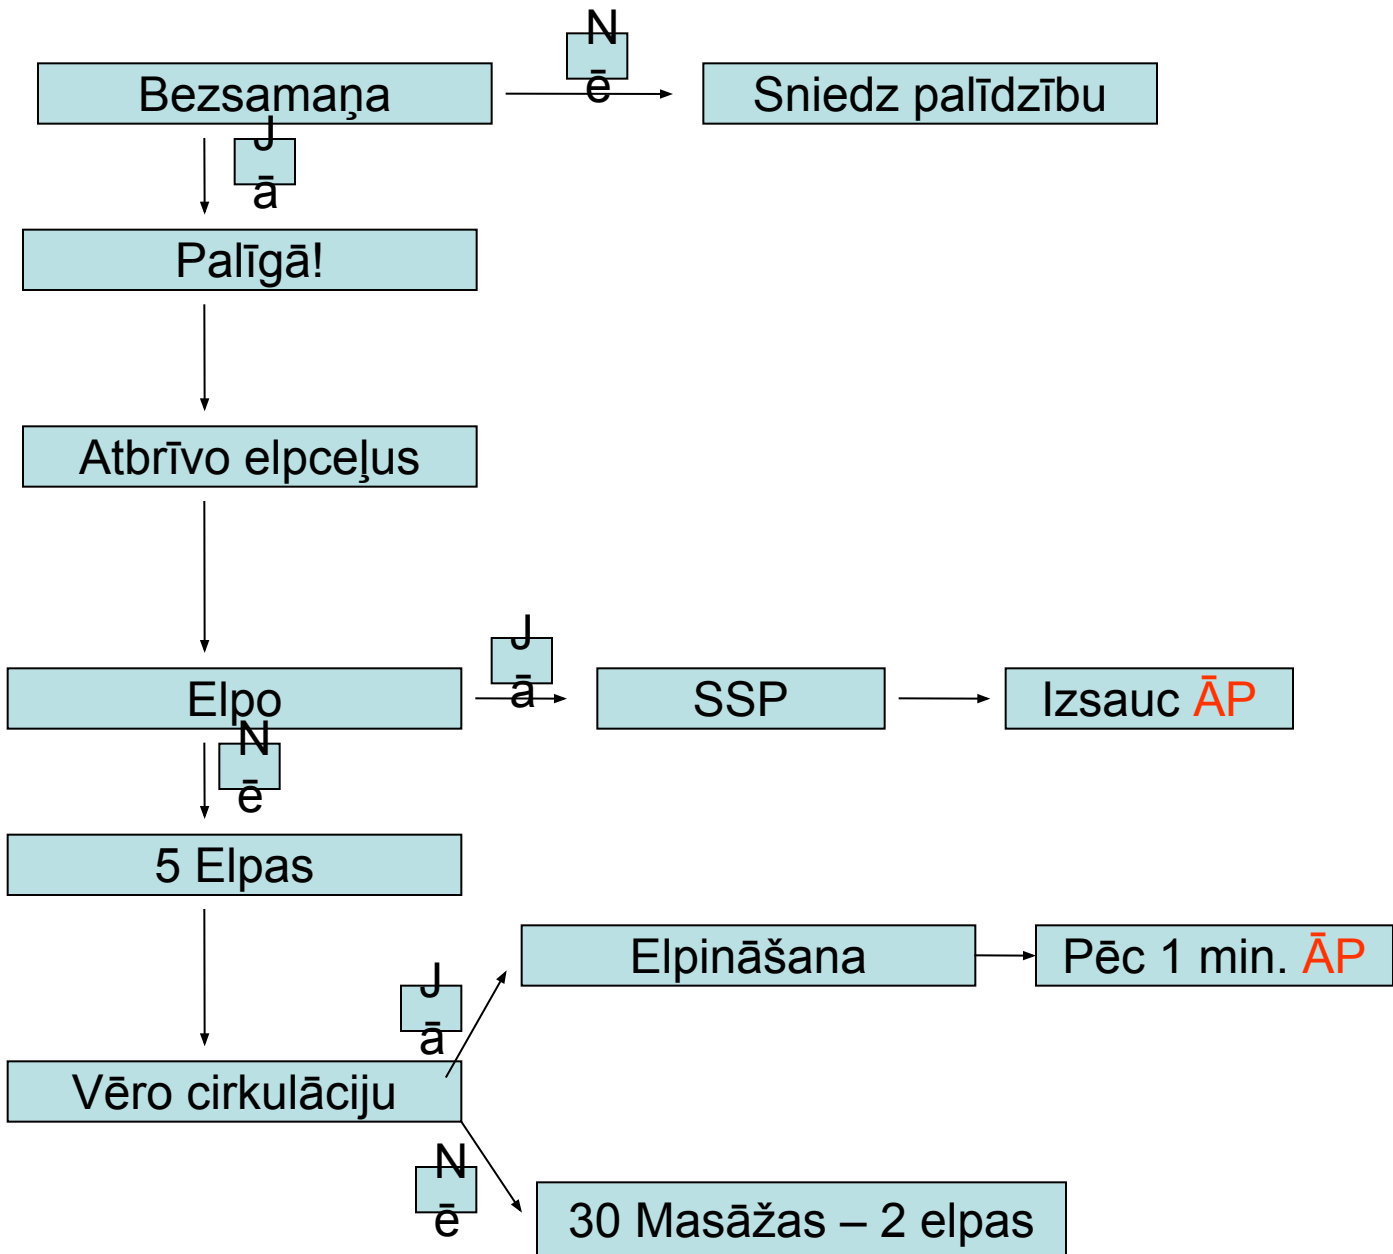 Nē
Bezsamaņa
Sniedz palīdzību
Jā
Palīgā!
Atbrīvo elpceļus
Jā
Elpo
SSP
Izsauc ĀP
Nē
5 Elpas
Elpināšana
Pēc 1 min. ĀP
Jā
Vēro cirkulāciju
Nē
30 Masāžas – 2 elpas